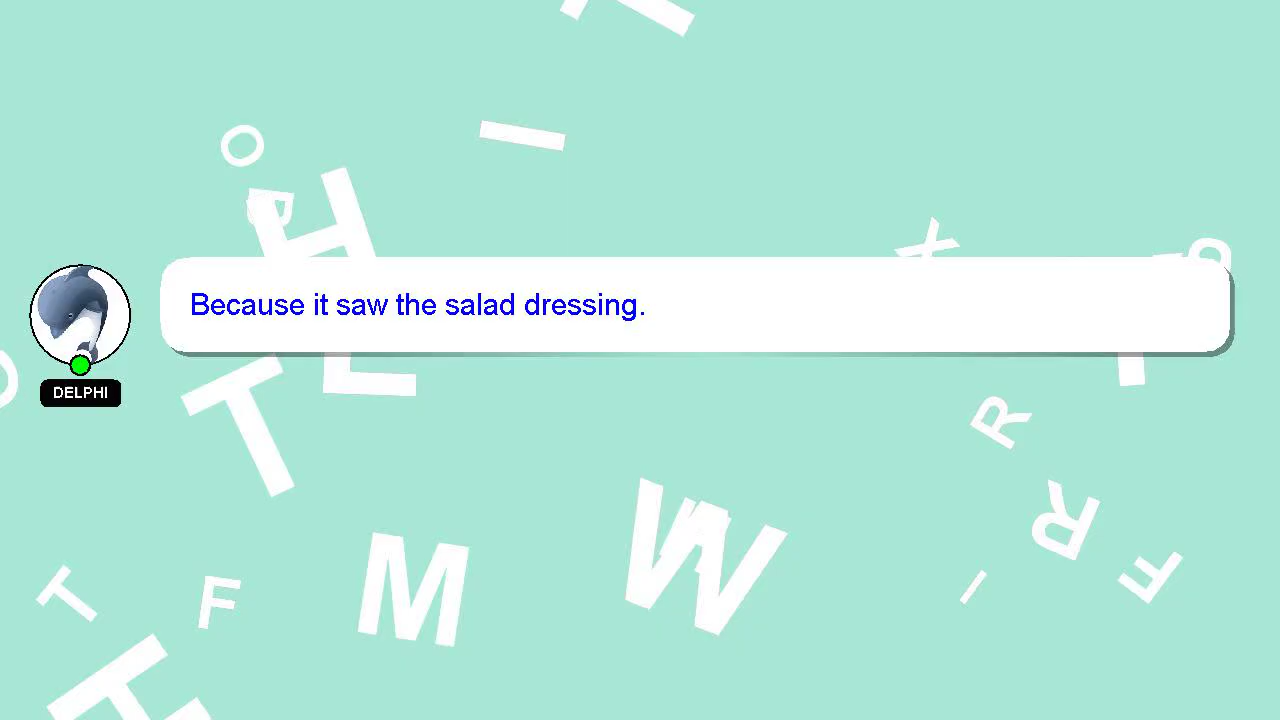 Because it saw the salad dressing.
DELPHI
I
O
H
X
T
L
R
R
M
W
T
F
I
F